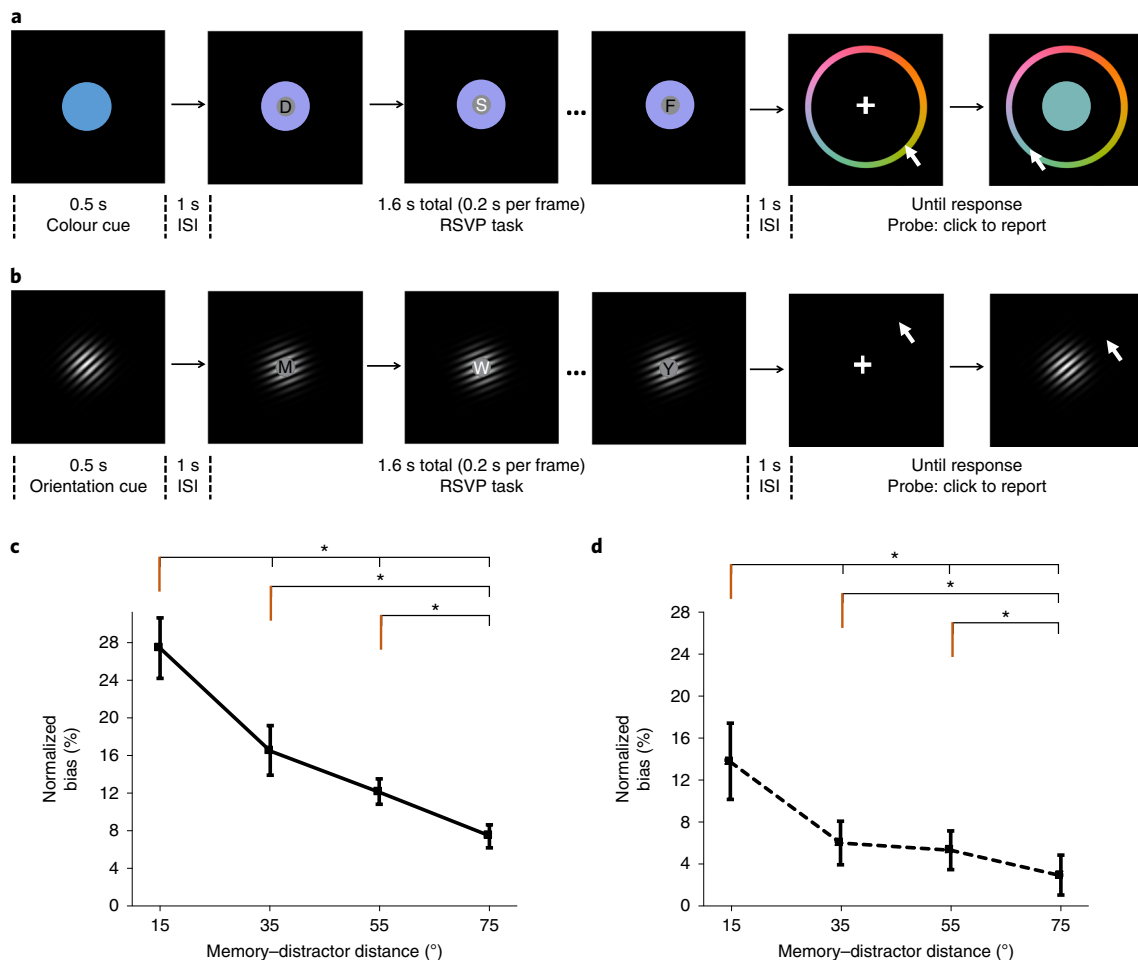 a
D
S
...
F
0.5 s
Colour cue
1 s
ISI
1.6 s total (0.2 s per frame)
RSVP task
1 s
ISI
Until response
Probe: click to report
b
M
W
...
Y
0.5 s
Orientation cue
1 s
ISI
1.6 s total (0.2 s per frame)
RSVP task
1 s
ISI
Until response
Probe: click to report
c
*
*
*
28
24
20
16
12
8
4
0
Normalized
bias (%)
15 35 55 75
Memory–distractor distance (°)
d
*
*
*
28
24
20
16
12
8
4
0
Normalized
bias (%)
15 35 55 75
Memory–distractor distance (°)